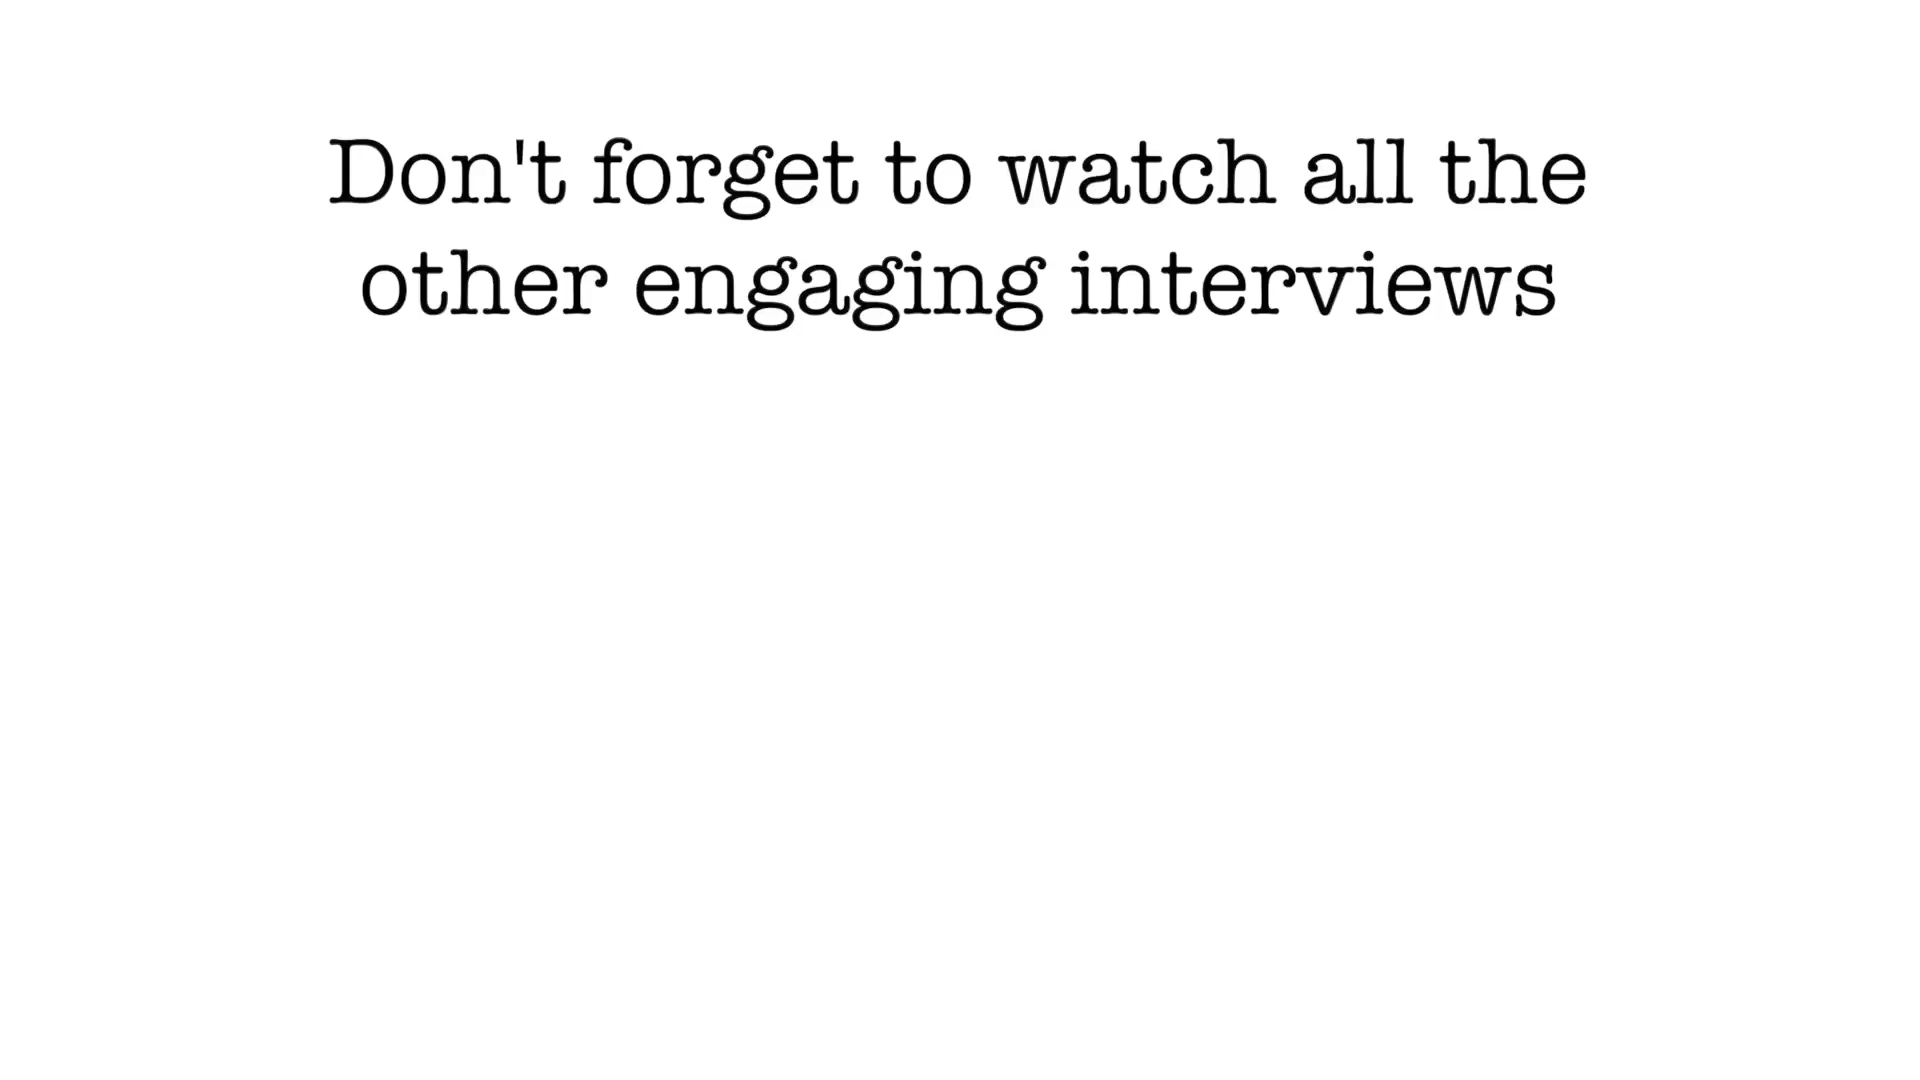 Don't forget to watch all the
other engaging interviews